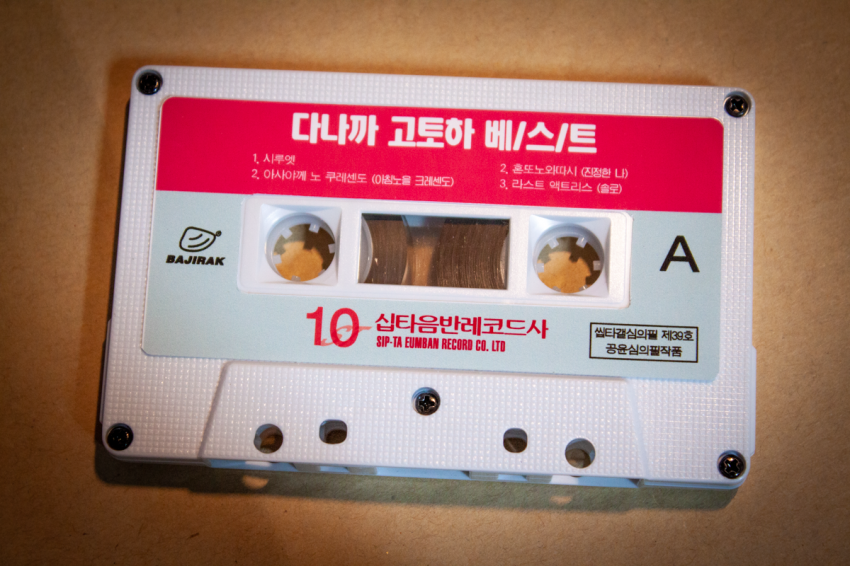 다나까 고토하 베/스/트
1. 시루엣
2. 아사야께 노 쿠레센도 (아침노을 크레센도)
2. 혼또노와따시 (진정한 나)
3. 라스트 액트리스 (솔로)
BAJIRAK
A
10 십타음반레코드사
SIP-TA EUMBAN RECORD CO. LTD
씹타갤심의필 제39호
공윤심의필작품